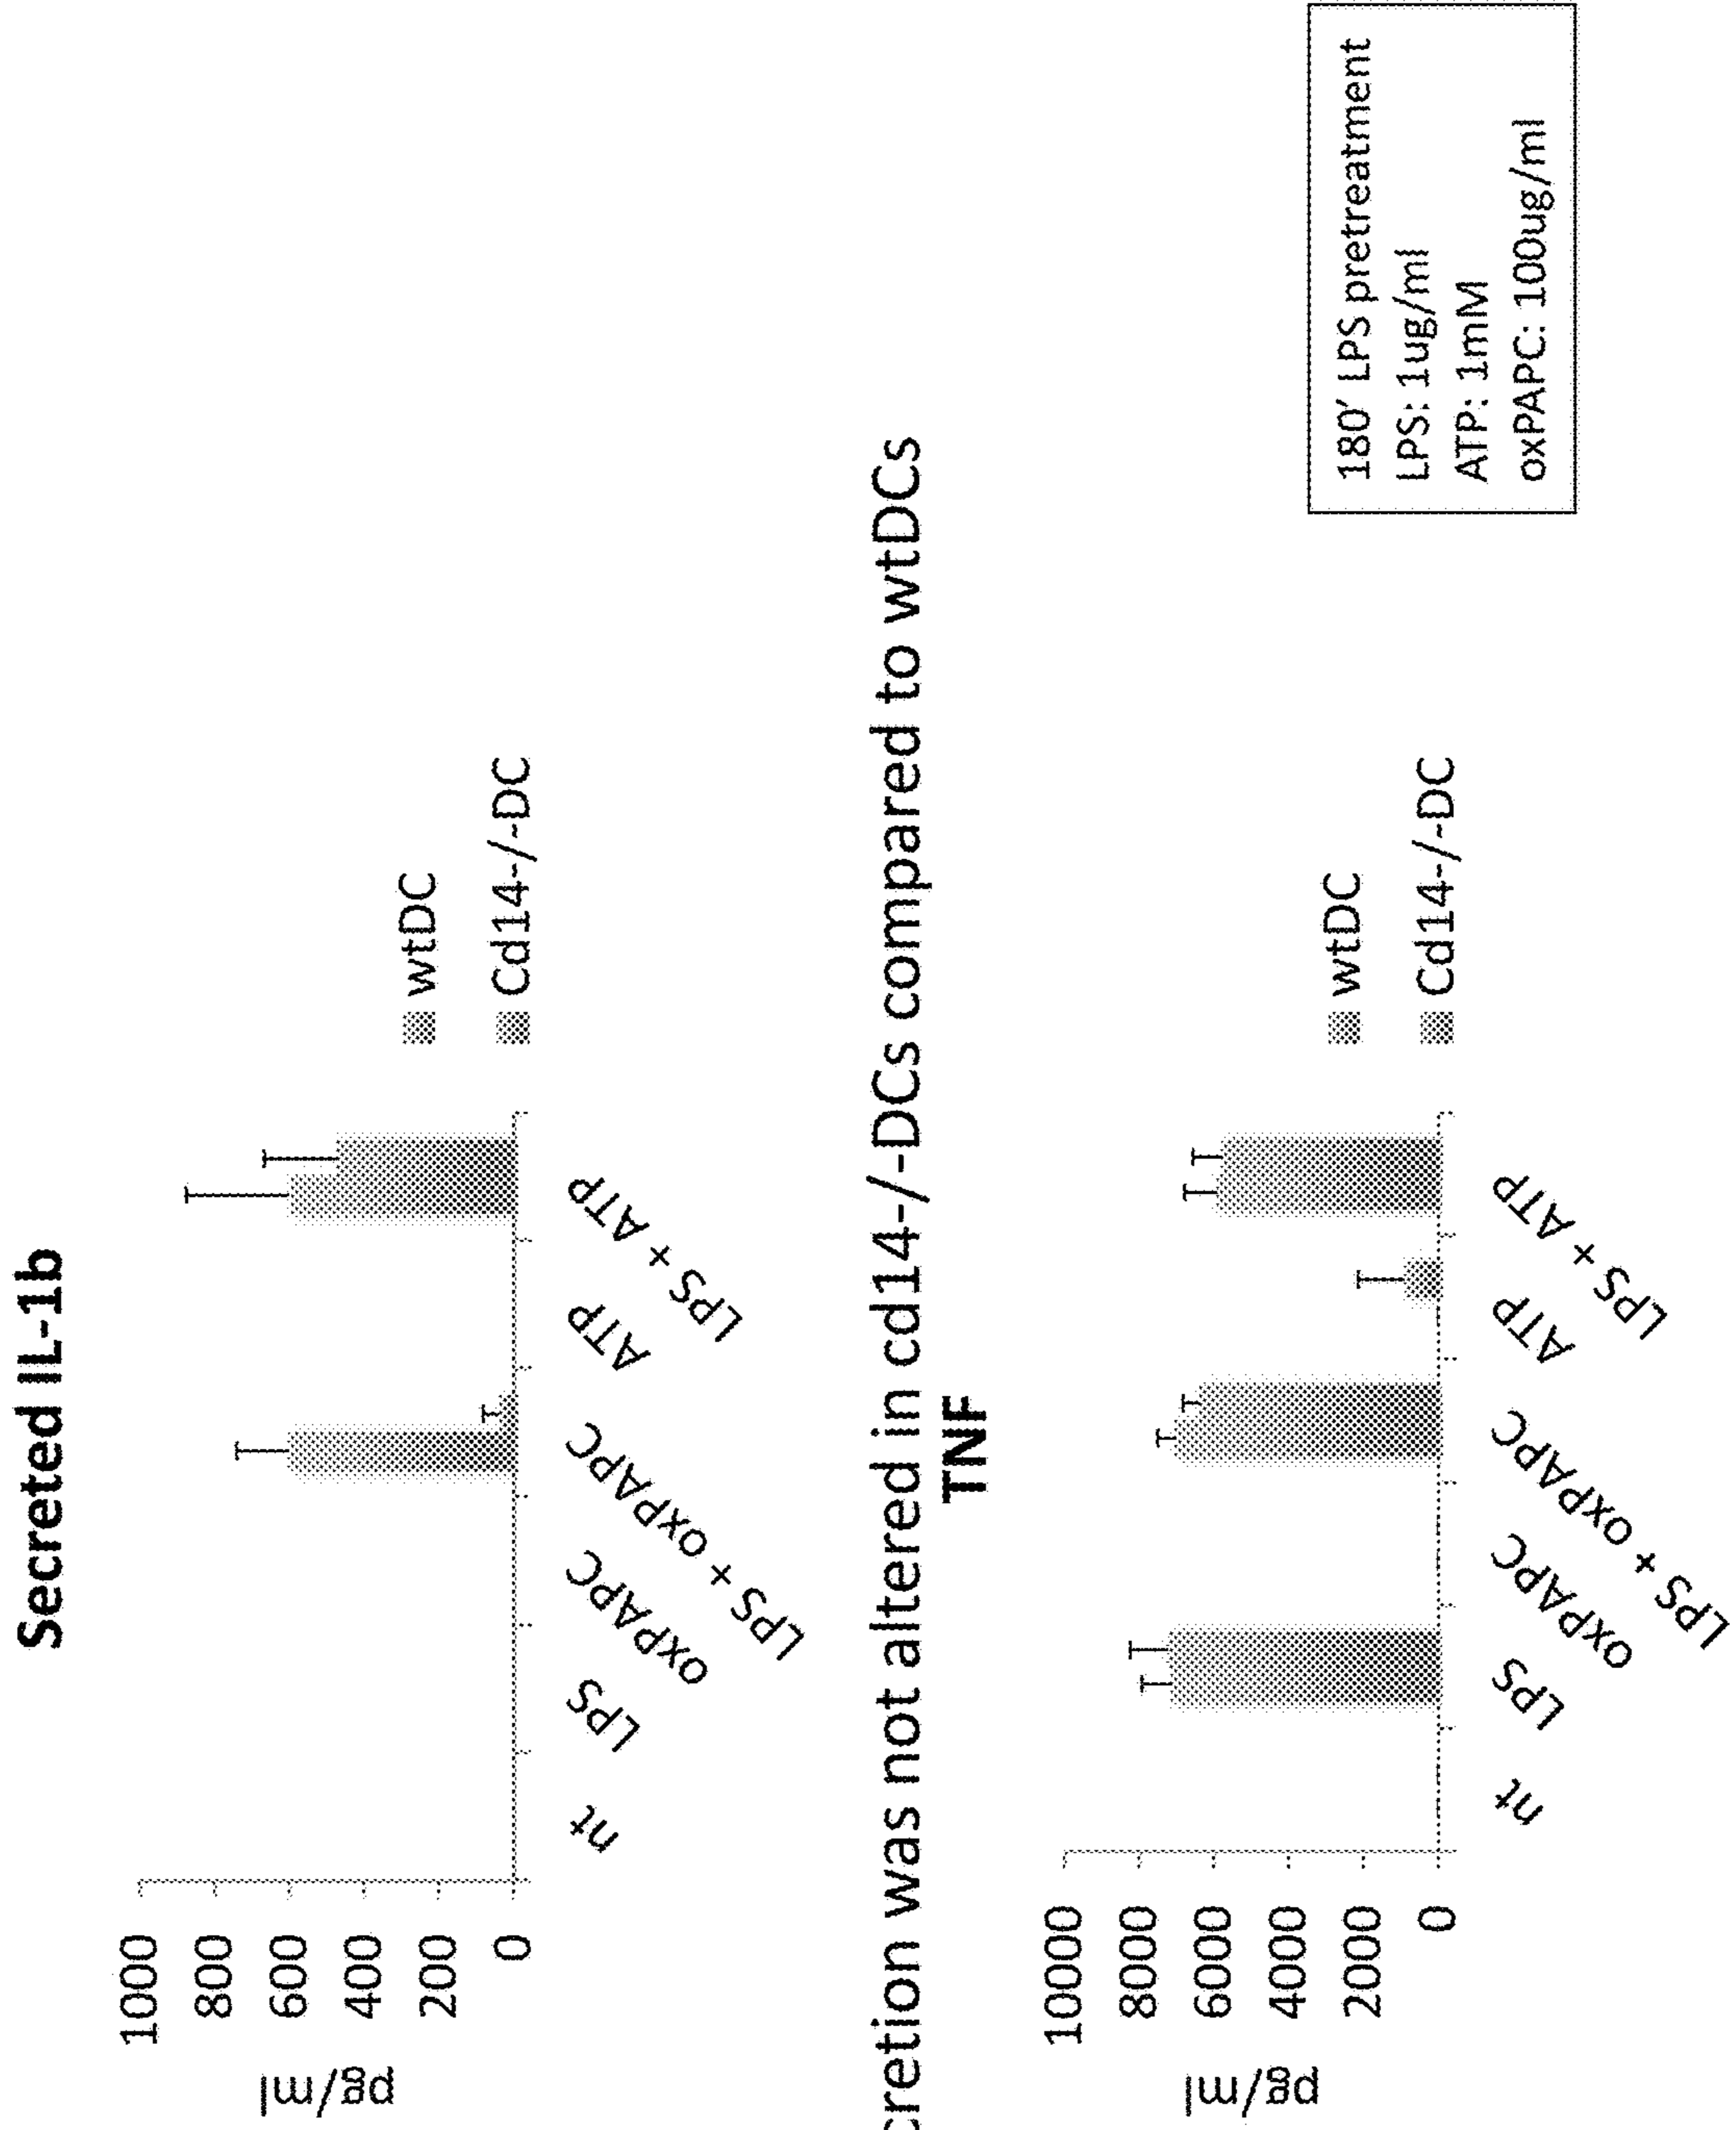 Secreted IL-1b
pg/ml
1000
800
600
400
200
0
nt
LPS
oxPAPC
LPS + oxPAPC
ATP
LPS + ATP
wtDC
Cd14-/-DC
cretion was not altered in cd14-/-DCs compared to wtDCs
TNF
pg/ml
10000
8000
6000
4000
2000
0
nt
LPS
oxPAPC
LPS + oxPAPC
ATP
LPS + ATP
wtDC
Cd14-/-DC
180' LPS pretreatment
LPS: 1ug/ml
ATP: 1mM
oxPAPC: 100ug/ml